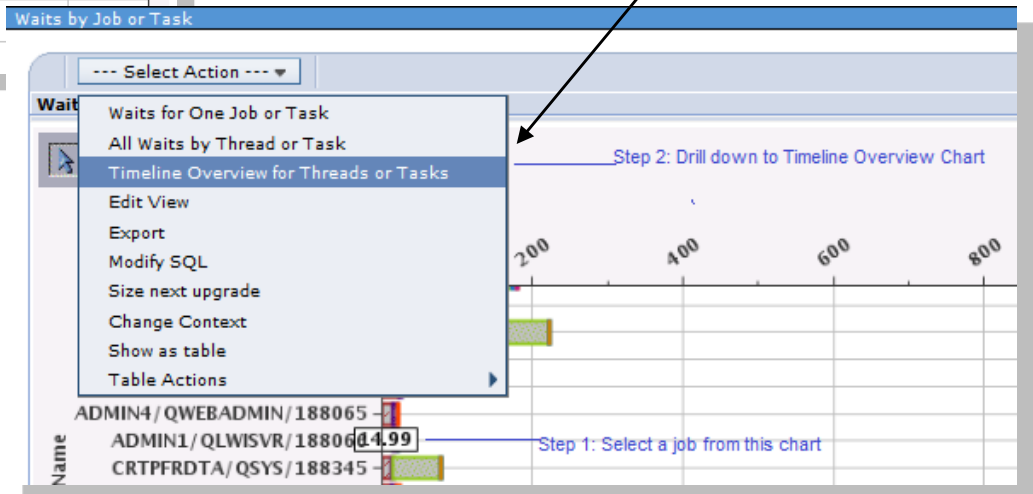 Waits by Job or Task
--- Select Action ---
Wait
Waits for One Job or Task
All Waits by Thread or Task
Timeline Overview for Threads or Tasks
Step 2: Drill down to Timeline Overview Chart
Edit View
Export
Modify SQL
Size next upgrade
Change Context
Show as table
Table Actions
200
400
600
800
ADMIN4/QWEBADMIN/188065
ADMIN1/QLWISVR/18806
14.99
Step 1: Select a job from this chart
CRTPFRDTA/QSYS/188345
Name